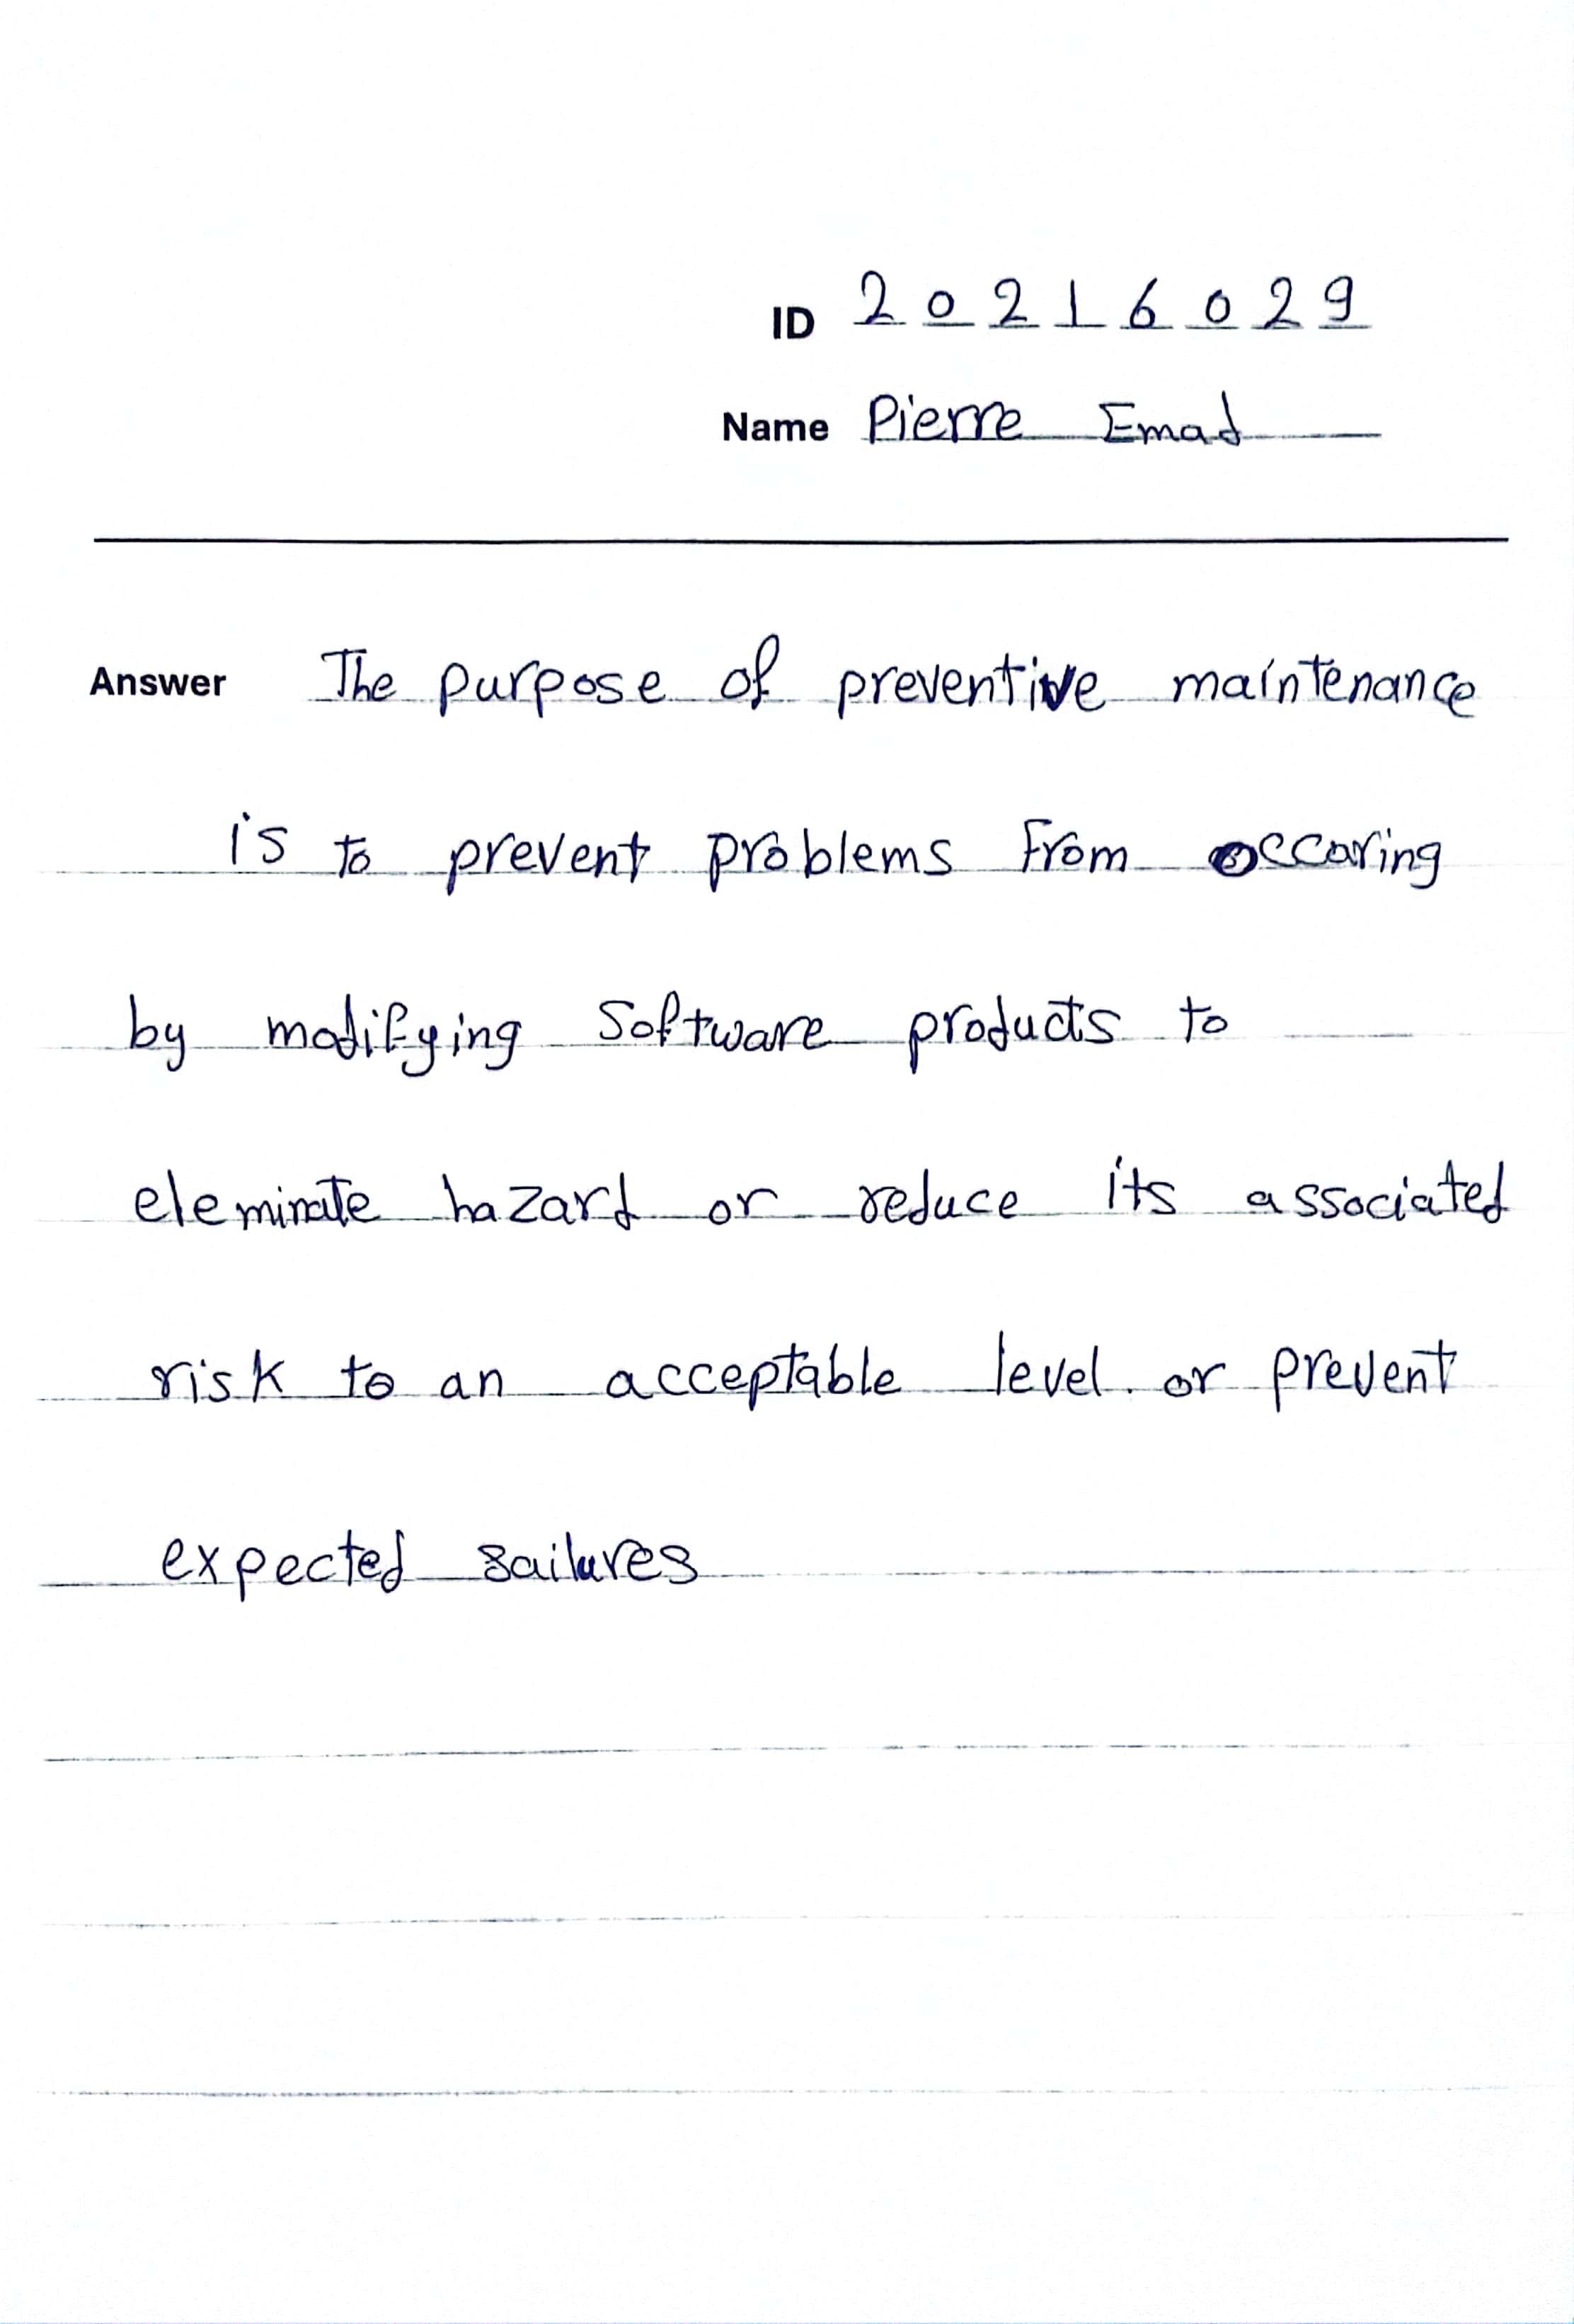 ID 20216029
Name Pierre Emad
Answer The purpose of preventive maintenance
is to prevent problems from occaring
by modifying software products to
eleminate hazard or reduce its associated
risk to an acceptable level or prevent
expected sailures